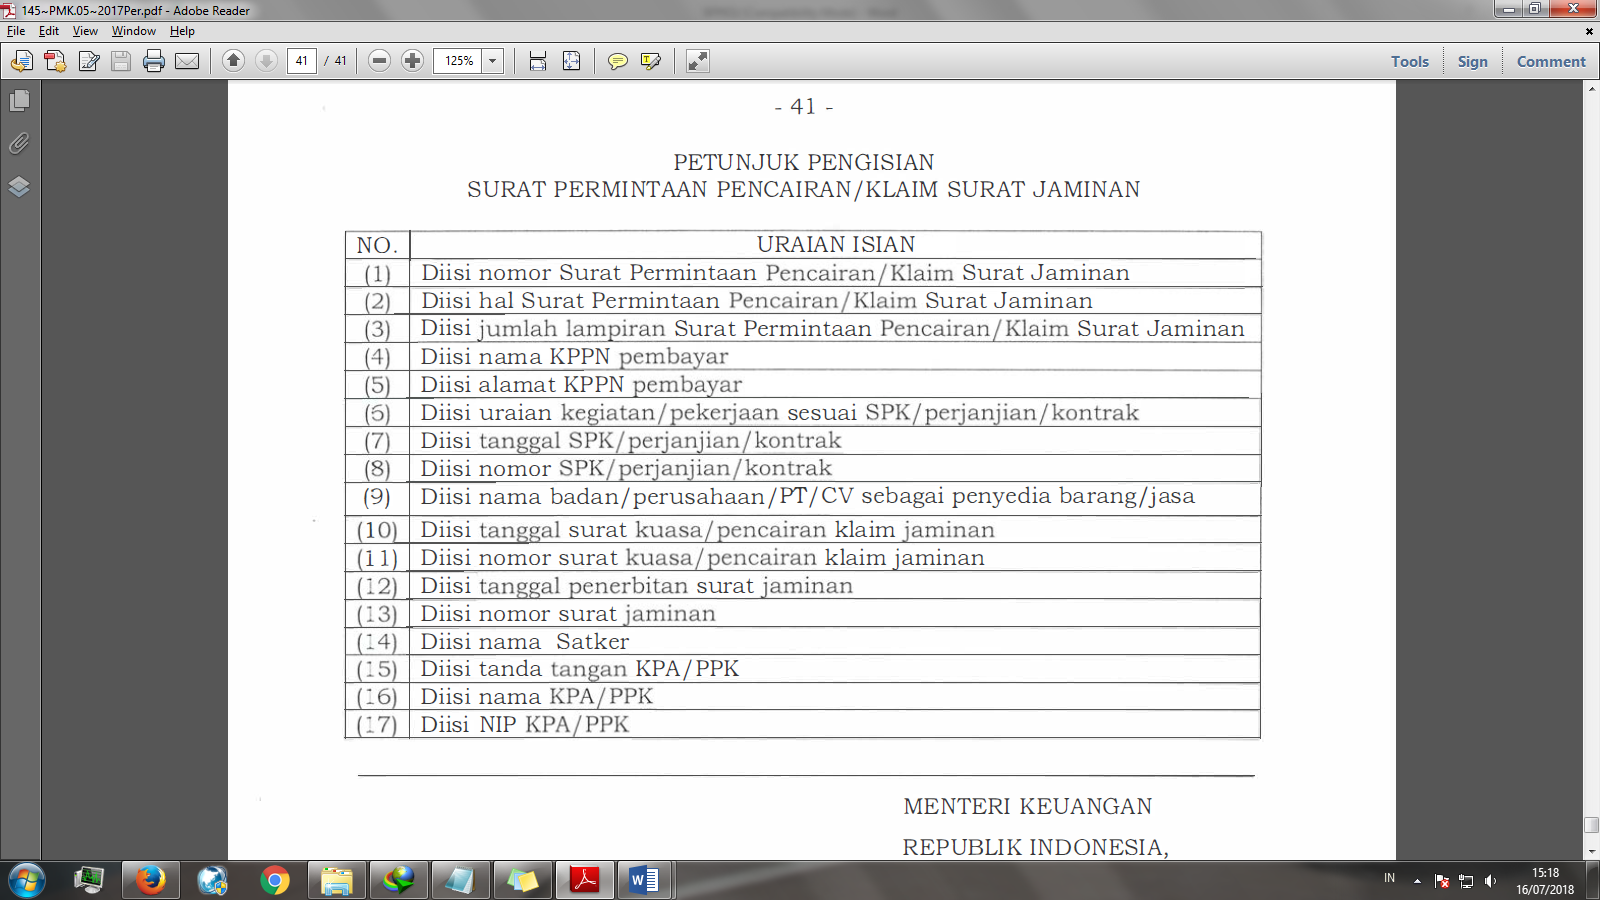 145~PMK.05~2017Per.pdf - Adobe Reader
File Edit View Window Help
41 / 41 125% Tools Sign Comment
- 41 -
PETUNJUK PENGISIAN
SURAT PERMINTAAN PENCAIRAN/KLAIM SURAT JAMINAN
NO. URAIAN ISIAN
(1) Diisi nomor Surat Permintaan Pencairan/Klaim Surat Jaminan
(2) Diisi hal Surat Permintaan Pencairan/Klaim Surat Jaminan
(3) Diisi jumlah lampiran Surat Permintaan Pencairan/Klaim Surat Jaminan
(4) Diisi nama KPPN pembayar
(5) Diisi alamat KPPN pembayar
(6) Diisi uraian kegiatan/pekerjaan sesuai SPK/perjanjian/kontrak
(7) Diisi tanggal SPK/perjanjian/kontrak
(8) Diisi nomor SPK/perjanjian/kontrak
(9) Diisi nama badan/perusahaan/PT/CV sebagai penyedia barang/jasa
(10) Diisi tanggal surat kuasa/pencairan klaim jaminan
(11) Diisi nomor surat kuasa/pencairan klaim jaminan
(12) Diisi tanggal penerbitan surat jaminan
(13) Diisi nomor surat jaminan
(14) Diisi nama Satker
(15) Diisi tanda tangan KPA/PPK
(16) Diisi nama KPA/PPK
(17) Diisi NIP KPA/PPK
MENTERI KEUANGAN
REPUBLIK INDONESIA,
IN 15:18
16/07/2018